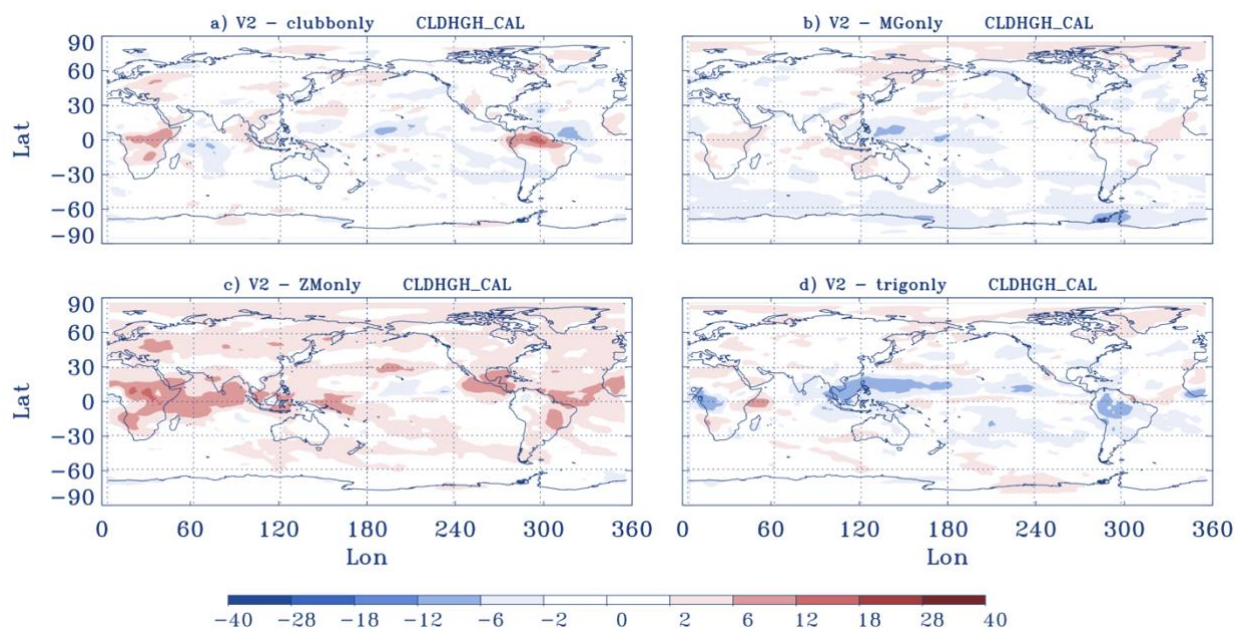 a) V2 - clubbonly CLDHGH_CAL
b) V2 - MGonly CLDHGH_CAL
90
60
30
0
-30
-60
-90
Lat
c) V2 - ZMonly CLDHGH_CAL
d) V2 - trigonly CLDHGH_CAL
90
60
30
0
-30
-60
-90
Lat
0 60 120 180 240 300 360
0 60 120 180 240 300 360
Lon
Lon
-40 -28 -18 -12 -6 -2 0 2 6 12 18 28 40